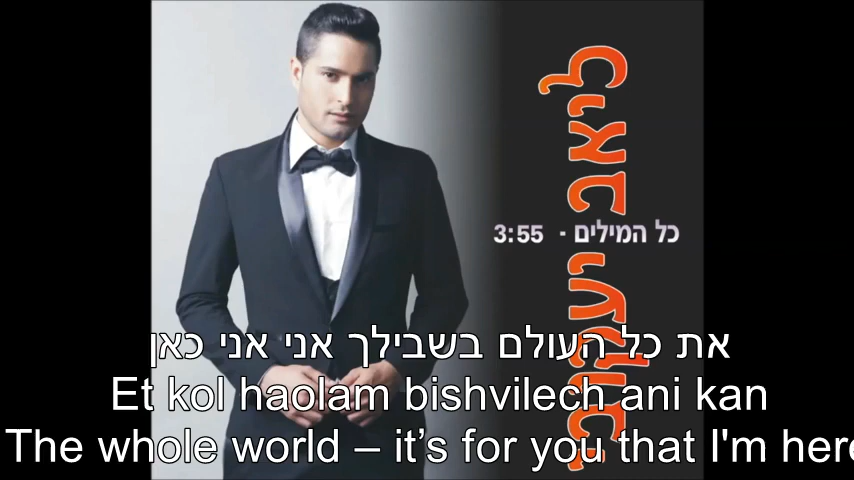 ליאב יעקובי
כל המילים - 3:55
את כל העולם בשבילך אני אני כאן
Et kol haolam bishvilech ani kan
The whole world – it’s for you that I'm here